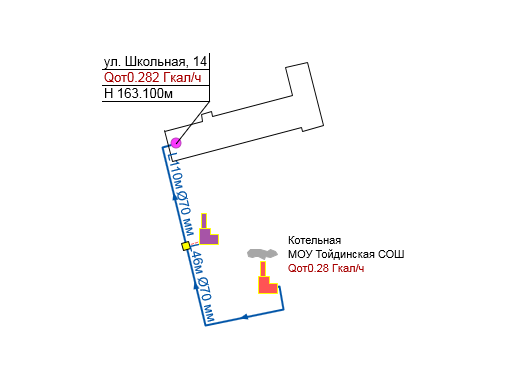 ул. Школьная, 14
Qот0.282 Гкал/ч
H 163.100м
L 110м Ø70 мм
L 46м Ø70 мм
Котельная
МОУ Тойдинская СОШ
Qот0.28 Гкал/ч